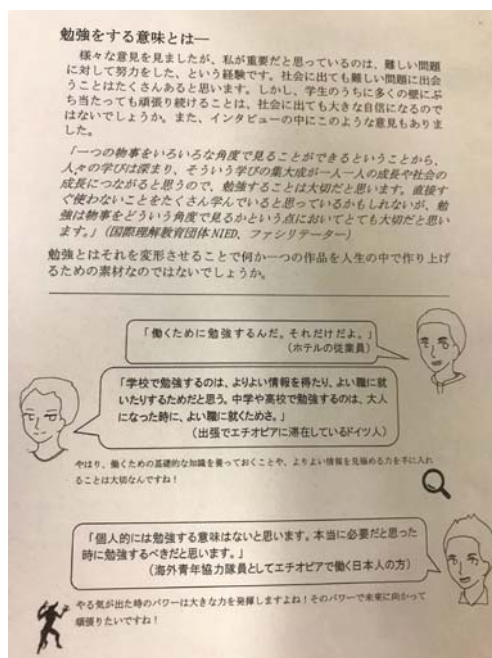 勉強をする意味とは―
様々な意見を見ましたが、私が重要だと思っているのは、難しい問題
に対して努力をした、という経験です。社会に出ても難しい問題に出会
うことはたくさんあると思います。しかし、学生のうちに多くの壁にぶ
ち当たっても頑張り続けることは、社会に出ても大きな自信になるので
はないでしょうか。また、インタビューの中にこのような意見もありま
した。
「一つの物事をいろいろな角度で見ることができるということから、
人々の学びは深まり、そういう学びの集大成が一人一人の成長や社会の
成長につながると思うので、勉強することは大切だと思います。直接す
ぐ使わないことをたくさん学んでいると思っているかもしれないが、勉
強は物事をどういう角度で見るかという点においてとても大切だと思い
ます。」(国際理解教育団体NIED、ファシリテーター)
勉強とはそれを変形させることで何か一つの作品を人生の中で作り上げ
るための素材なのではないでしょうか。
「働くために勉強するんだ。それだけだよ。」
(ホテルの従業員)
「学校で勉強するのは、よりよい情報を得たり、よい職に就
いたりするためだと思う。中学や高校で勉強するのは、大人
になった時に、よい職に就くためさ。」
(出張でエチオピアに滞在しているドイツ人)
やはり、働くための基礎的な知識を養っておくことや、よりよい情報を見極める力を手に入れ
ることは大切なんですね!
「個人的には勉強する意味はないと思います。本当に必要だと思った
時に勉強するべきだと思います。」
(海外青年協力隊員としてエチオピアで働く日本人の方)
やる気が出た時のパワーは大きな力を発揮しますよね!そのパワーで未来に向かって
頑張りたいですね!